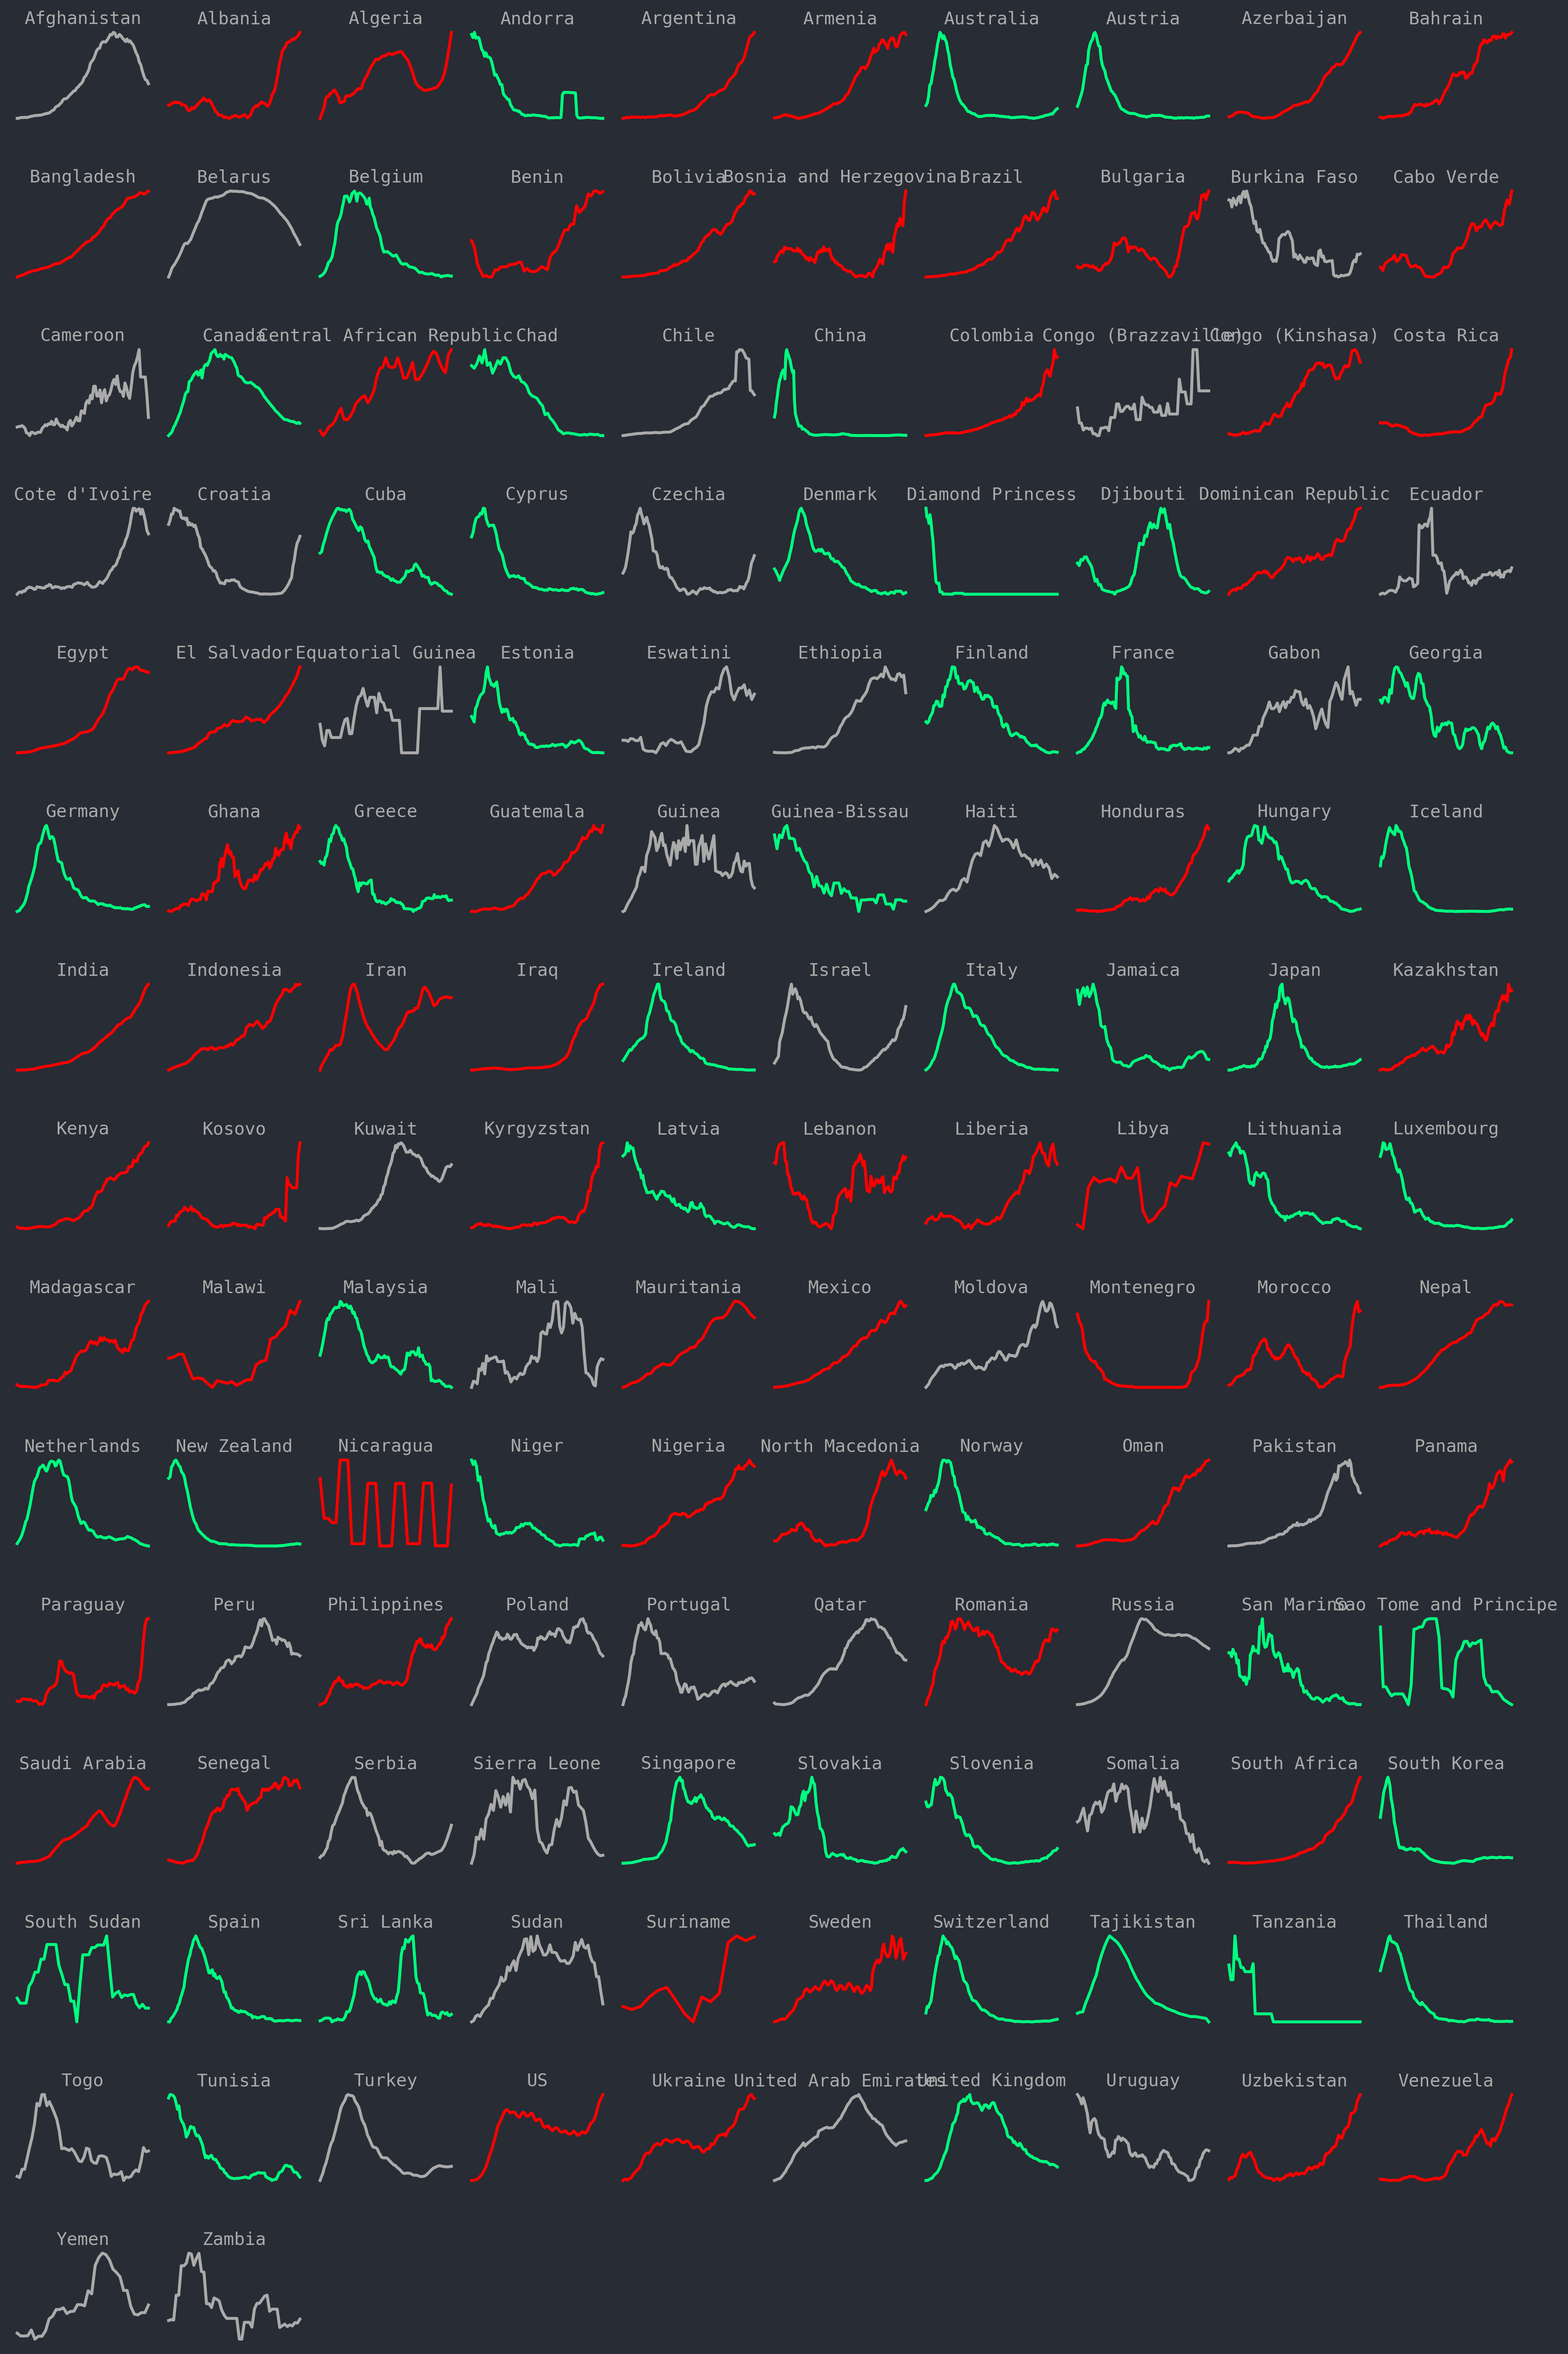 Afghanistan Albania Algeria Andorra Argentina Armenia Australia Austria Azerbaijan Bahrain
Bangladesh Belarus Belgium Benin Bolivia Bosnia and Herzegovina Brazil Bulgaria Burkina Faso Cabo Verde
Cameroon Canada Central African Republic Chad Chile China Colombia Congo (Brazzaville) Congo (Kinshasa) Costa Rica
Cote d'Ivoire Croatia Cuba Cyprus Czechia Denmark Diamond Princess Djibouti Dominican Republic Ecuador
Egypt El Salvador Equatorial Guinea Estonia Eswatini Ethiopia Finland France Gabon Georgia
Germany Ghana Greece Guatemala Guinea Guinea-Bissau Haiti Honduras Hungary Iceland
India Indonesia Iran Iraq Ireland Israel Italy Jamaica Japan Kazakhstan
Kenya Kosovo Kuwait Kyrgyzstan Latvia Lebanon Liberia Libya Lithuania Luxembourg
Madagascar Malawi Malaysia Mali Mauritania Mexico Moldova Montenegro Morocco Nepal
Netherlands New Zealand Nicaragua Niger Nigeria North Macedonia Norway Oman Pakistan Panama
Paraguay Peru Philippines Poland Portugal Qatar Romania Russia San Marino Sao Tome and Principe
Saudi Arabia Senegal Serbia Sierra Leone Singapore Slovakia Slovenia Somalia South Africa South Korea
South Sudan Spain Sri Lanka Sudan Suriname Sweden Switzerland Tajikistan Tanzania Thailand
Togo Tunisia Turkey US Ukraine United Arab Emirates United Kingdom Uruguay Uzbekistan Venezuela
Yemen Zambia